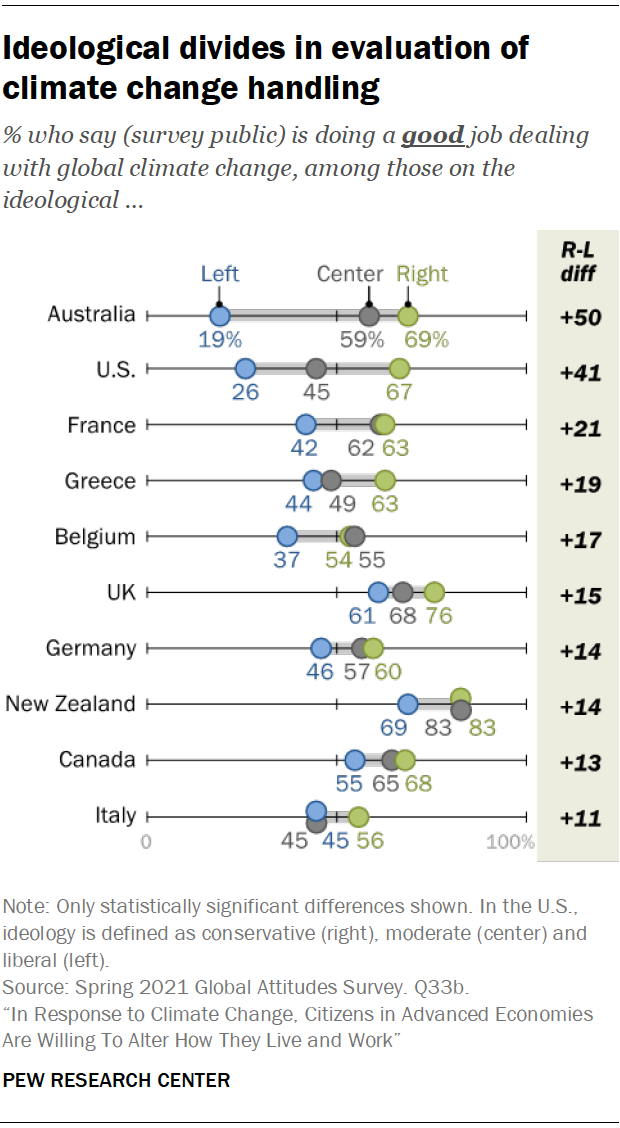 Ideological divides in evaluation of
climate change handling
% who say (survey public) is doing a good job dealing
with global climate change, among those on the
ideological ...
R-L
diff
Left Center Right
Australia +50
19% 59% 69%
U.S. +41
26 45 67
France +21
42 62 63
Greece +19
44 49 63
Belgium +17
37 54 55
UK +15
61 68 76
Germany +14
46 57 60
New Zealand +14
69 83 83
Canada +13
55 65 68
Italy +11
45 45 56
0 100%
Note: Only statistically significant differences shown. In the U.S.,
ideology is defined as conservative (right), moderate (center) and
liberal (left).
Source: Spring 2021 Global Attitudes Survey. Q33b.
“In Response to Climate Change, Citizens in Advanced Economies
Are Willing To Alter How They Live and Work”
PEW RESEARCH CENTER